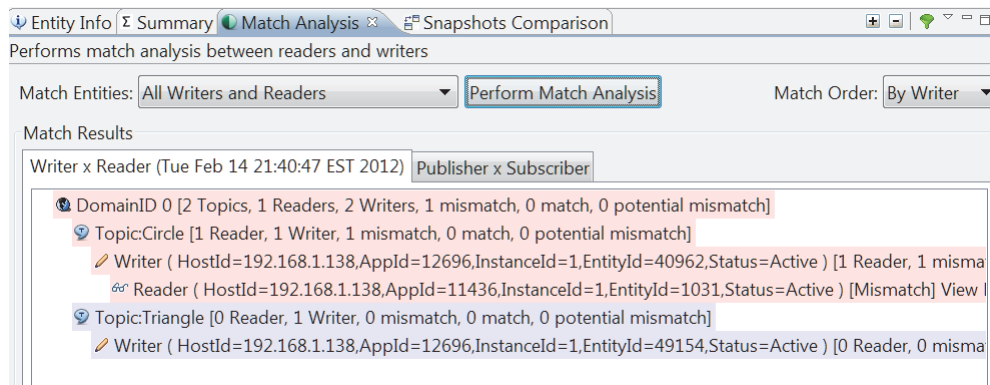 Entity Info Summary Match Analysis Snapshots Comparison
Performs match analysis between readers and writers
Match Entities: All Writers and Readers Perform Match Analysis Match Order: By Writer
Match Results
Writer x Reader (Tue Feb 14 21:40:47 EST 2012) Publisher x Subscriber
DomainID 0 [2 Topics, 1 Readers, 2 Writers, 1 mismatch, 0 match, 0 potential mismatch]
Topic:Circle [1 Reader, 1 Writer, 1 mismatch, 0 match, 0 potential mismatch]
Writer ( HostId=192.168.1.138,AppId=12696,InstanceId=1,EntityId=40962,Status=Active ) [1 Reader, 1 misma
Reader ( HostId=192.168.1.138,AppId=11436,InstanceId=1,EntityId=1031,Status=Active ) [Mismatch] View
Topic:Triangle [0 Reader, 1 Writer, 0 mismatch, 0 match, 0 potential mismatch]
Writer ( HostId=192.168.1.138,AppId=12696,InstanceId=1,EntityId=49154,Status=Active ) [0 Reader, 0 misma